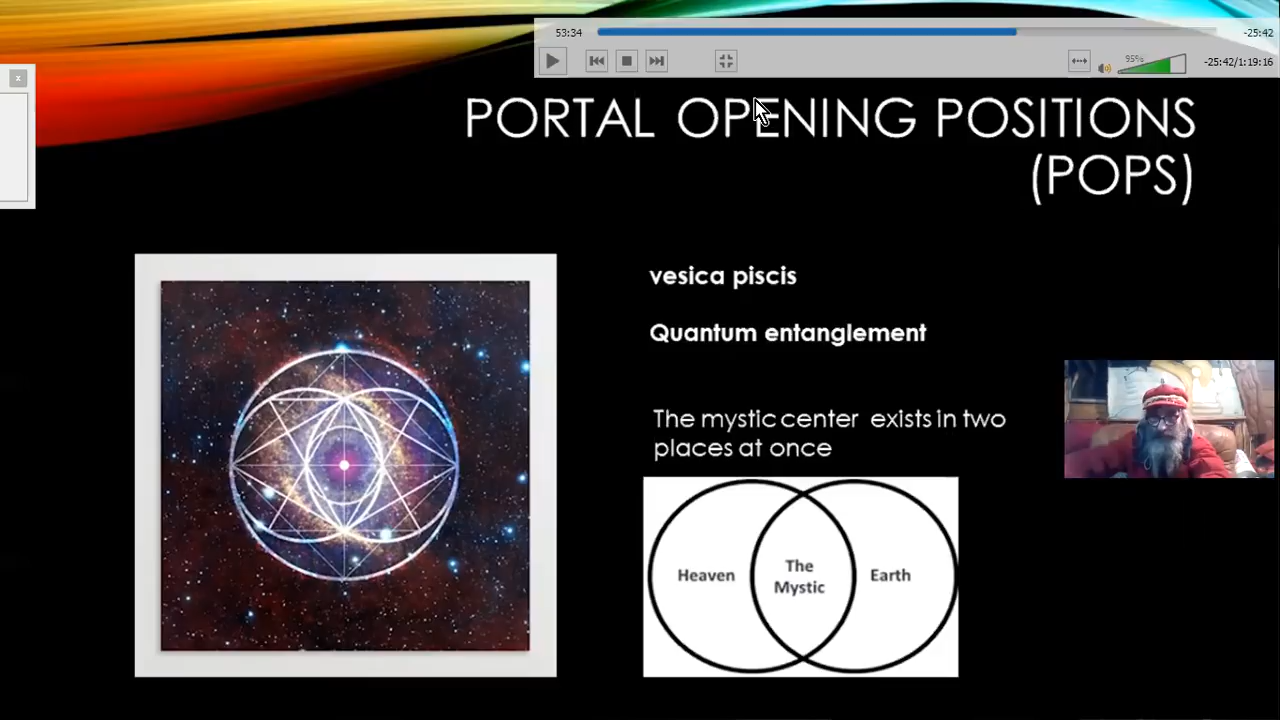 53:34
-25:42
95%
-25:42/1:19:16
x
PORTAL OPENING POSITIONS
(POPS)
vesica piscis
Quantum entanglement
The mystic center exists in two
places at once
Heaven
The
Mystic
Earth